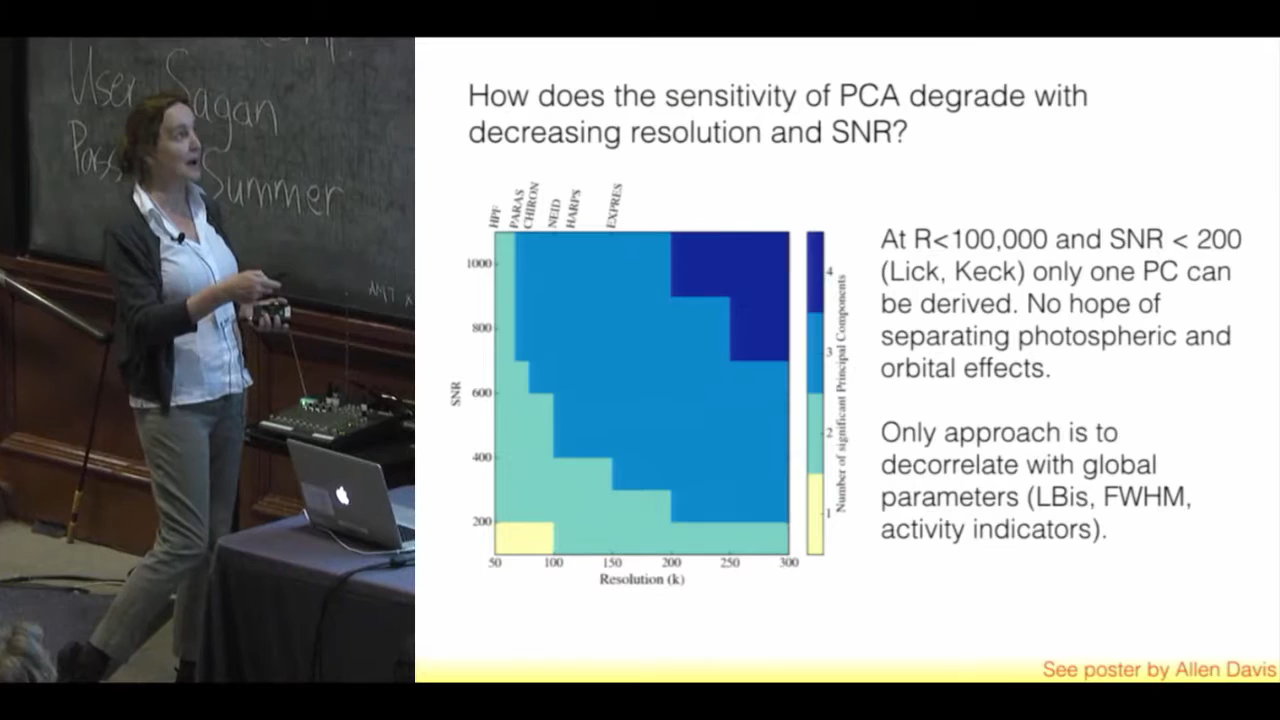 User Sagan
Pass Summer
How does the sensitivity of PCA degrade with
decreasing resolution and SNR?
HPF
PARAS
CHIRON
NEID
HARPS
EXPRES
1000
800
600
400
200
SNR
50 100 150 200 250 300
Resolution (k)
4
3
2
1
Number of significant Principal Components
At R<100,000 and SNR < 200
(Lick, Keck) only one PC can
be derived. No hope of
separating photospheric and
orbital effects.
Only approach is to
decorrelate with global
parameters (LBis, FWHM,
activity indicators).
See poster by Allen Davis